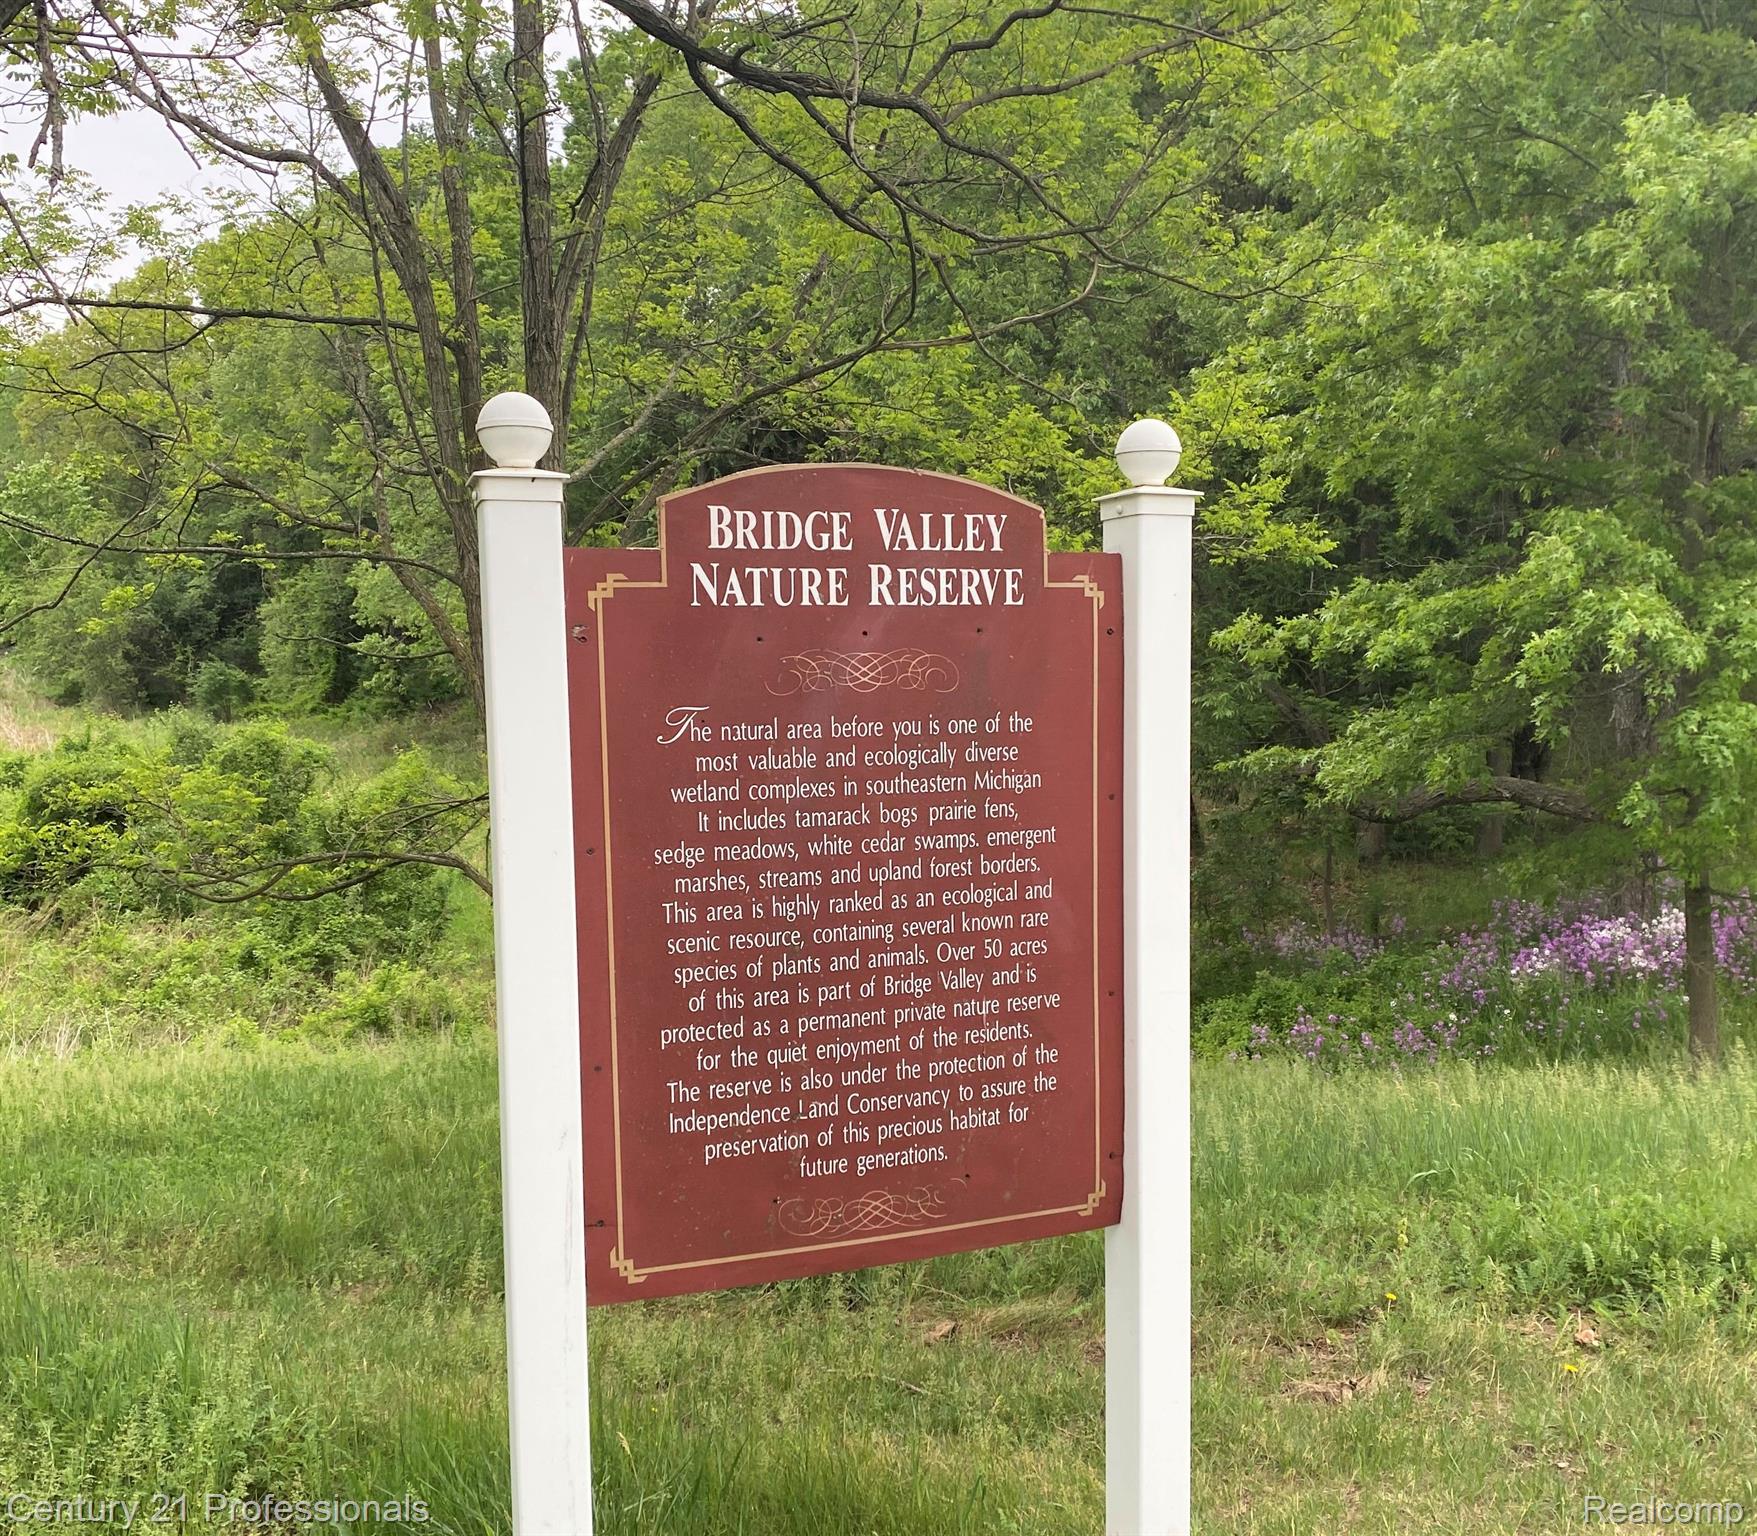 BRIDGE VALLEY
NATURE RESERVE
The natural area before you is one of the
most valuable and ecologically diverse
wetland complexes in southeastern Michigan
It includes tamarack bogs prairie fens,
sedge meadows, white cedar swamps. emergent
marshes, streams and upland forest borders.
This area is highly ranked as an ecological and
scenic resource, containing several known rare
species of plants and animals. Over 50 acres
of this area is part of Bridge Valley and is
protected as a permanent private nature reserve
for the quiet enjoyment of the residents.
The reserve is also under the protection of the
Independence Land Conservancy to assure the
preservation of this precious habitat for
future generations.
Century 21 Professionals
Realcomp